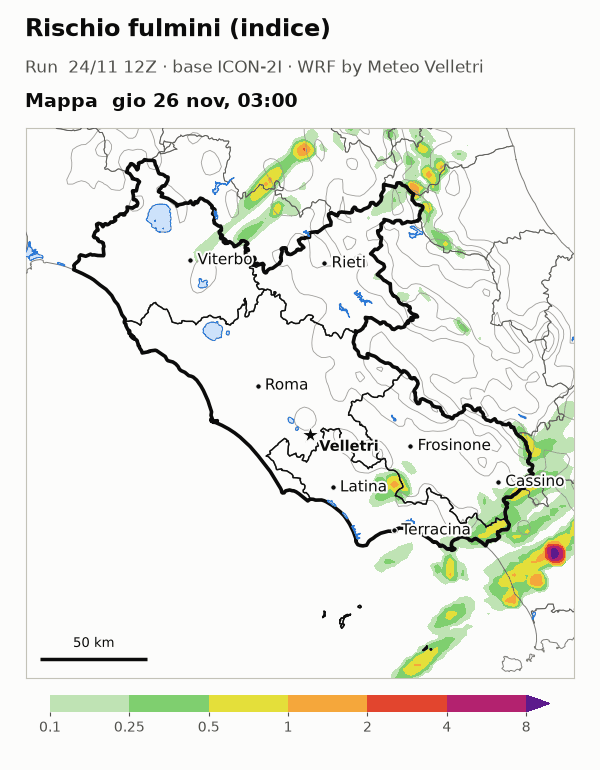 Rischio fulmini (indice)
Run 24/11 12Z · base ICON-2I · WRF by Meteo Velletri
Mappa gio 26 nov, 03:00
Viterbo
Rieti
Roma
Velletri
Frosinone
Latina
Cassino
Terracina
50 km
0.1 0.25 0.5 1 2 4 8